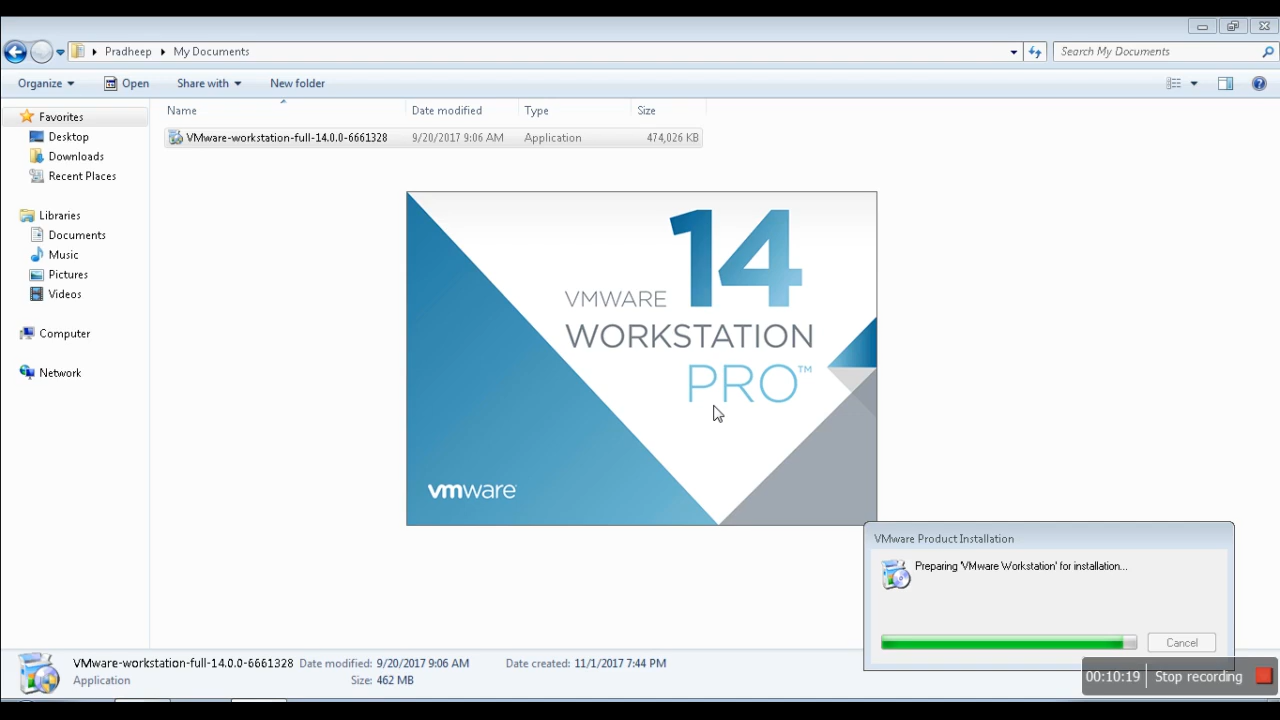 Pradheep My Documents
Search My Documents
Organize Open Share with New folder
Name Date modified Type Size
VMware-workstation-full-14.0.0-6661328 9/20/2017 9:06 AM Application 474,026 KB
Favorites
Desktop
Downloads
Recent Places
Libraries
Documents
Music
Pictures
Videos
Computer
Network
14
VMWARE
WORKSTATION
PRO™
vmware
VMware Product Installation
Preparing 'VMware Workstation' for installation...
Cancel
VMware-workstation-full-14.0.0-6661328 Date modified: 9/20/2017 9:06 AM Date created: 11/1/2017 7:44 PM
Application Size: 462 MB
00:10:19 Stop recording